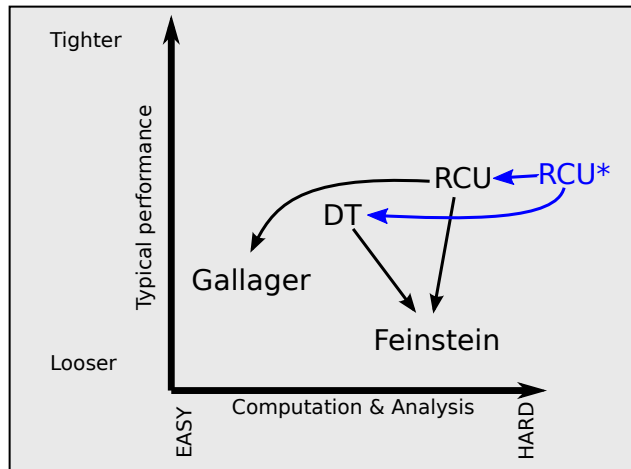 Tighter
Typical performance
RCU
RCU*
DT
Gallager
Feinstein
Looser
EASY
Computation & Analysis
HARD